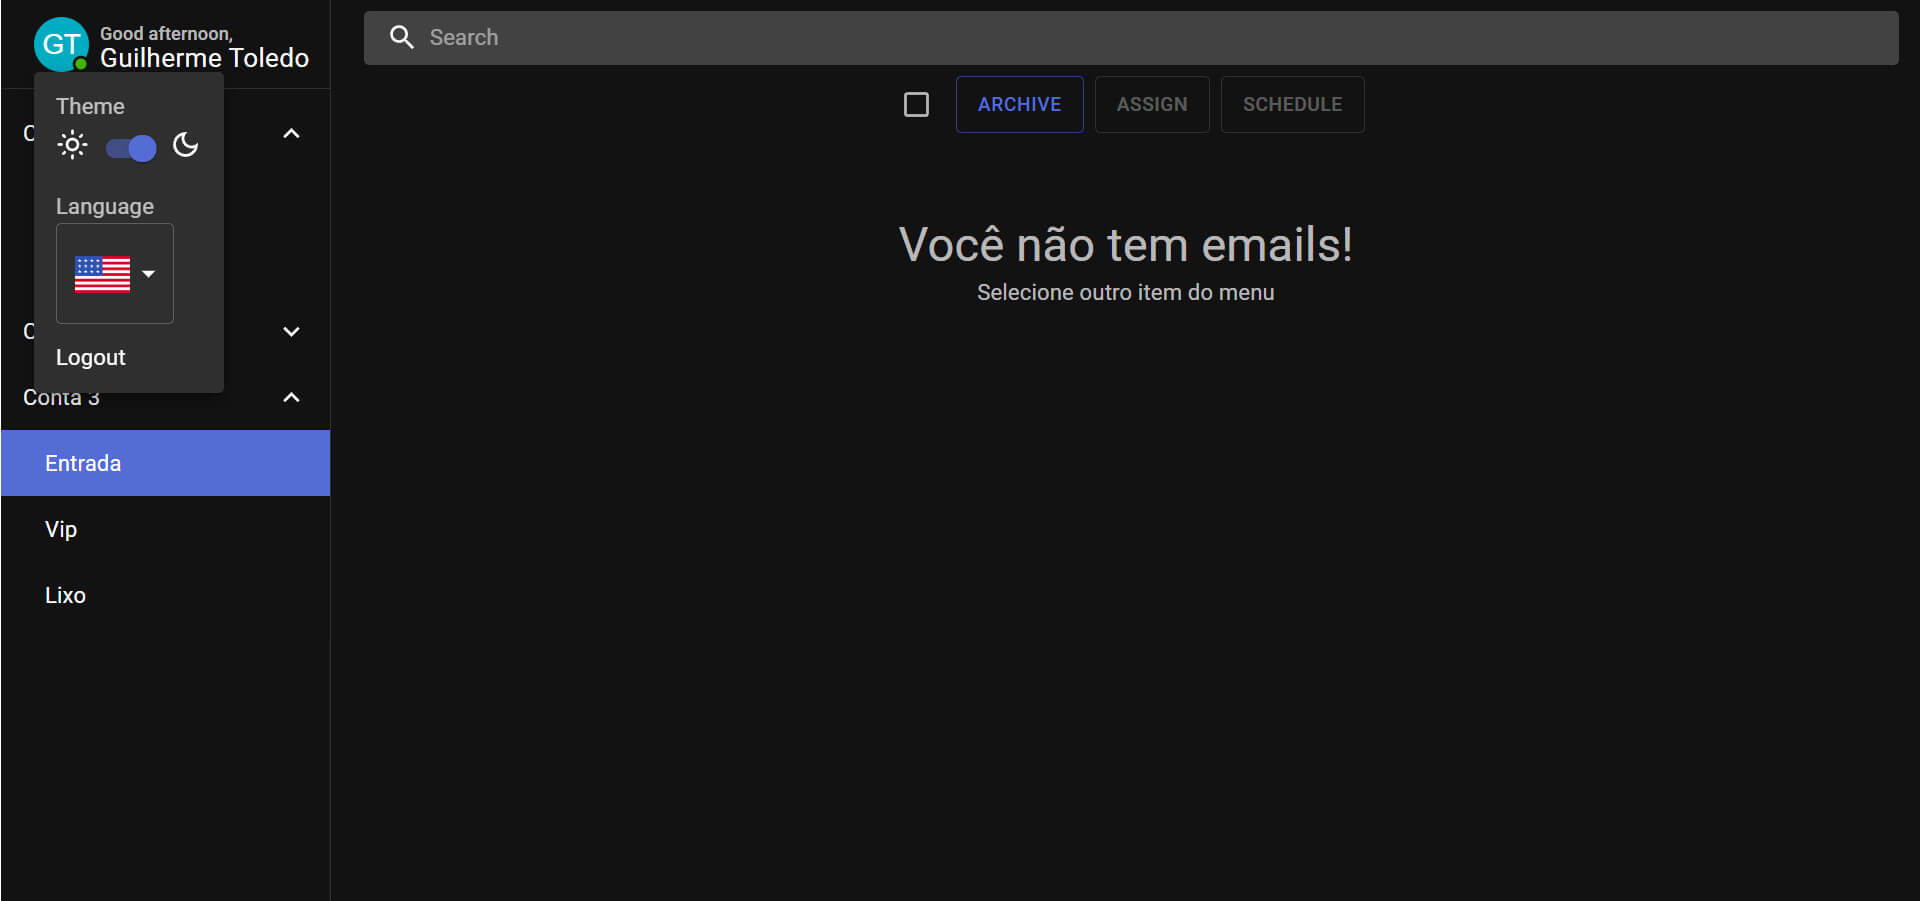 GT
Good afternoon,
Guilherme Toledo
Search
ARCHIVE ASSIGN SCHEDULE
Theme
Language
Logout
Conta 3
Entrada
Vip
Lixo
Você não tem emails!
Selecione outro item do menu